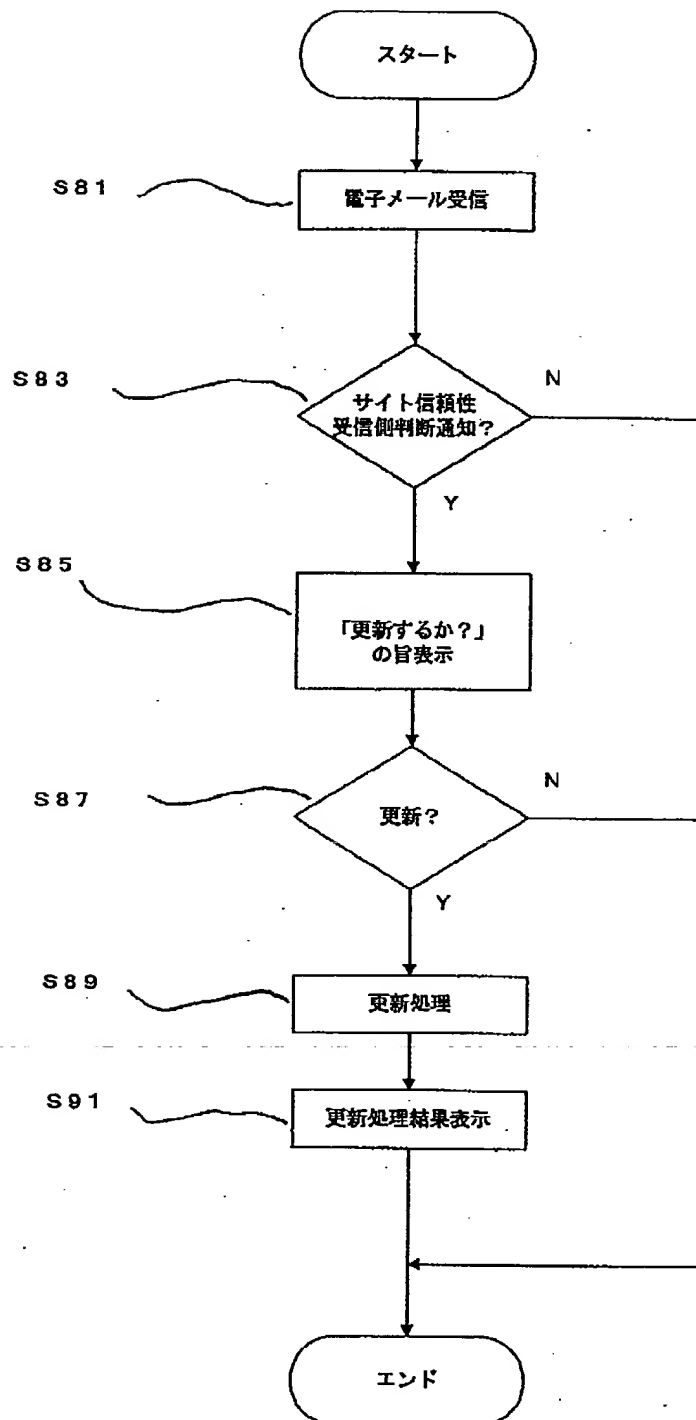 スタート
S81
電子メール受信
S83
サイト信頼性
受信側判断通知?
N
Y
S85
「更新するか?」
の旨表示
S87
更新?
N
Y
S89
更新処理
S91
更新処理結果表示
エンド